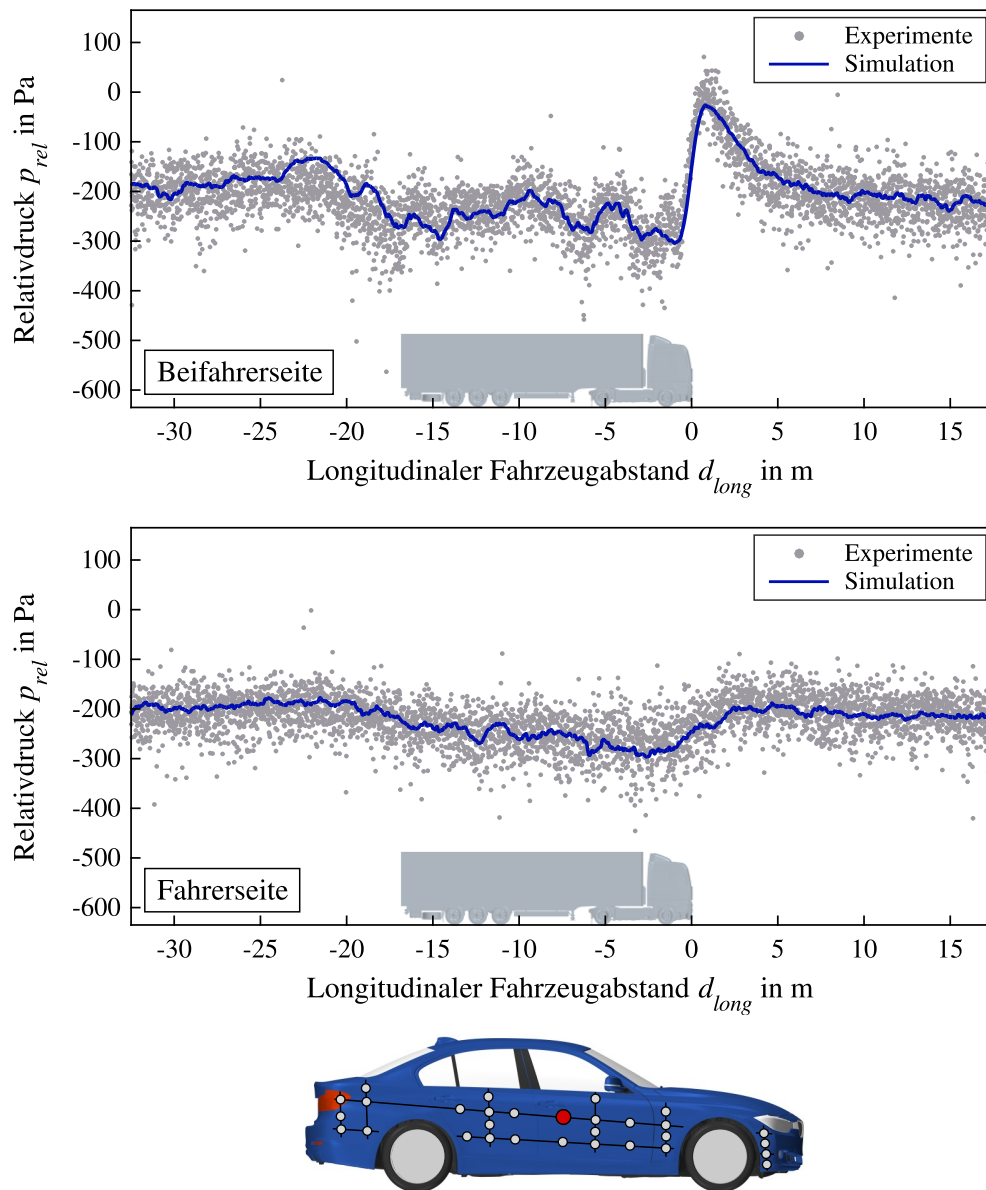 100
0
-100
-200
-300
-400
-500
-600
Relativdruck p_rel in Pa
Experimente
Simulation
Beifahrerseite
-30 -25 -20 -15 -10 -5 0 5 10 15
Longitudinaler Fahrzeugabstand d_long in m
100
0
-100
-200
-300
-400
-500
-600
Relativdruck p_rel in Pa
Experimente
Simulation
Fahrerseite
-30 -25 -20 -15 -10 -5 0 5 10 15
Longitudinaler Fahrzeugabstand d_long in m